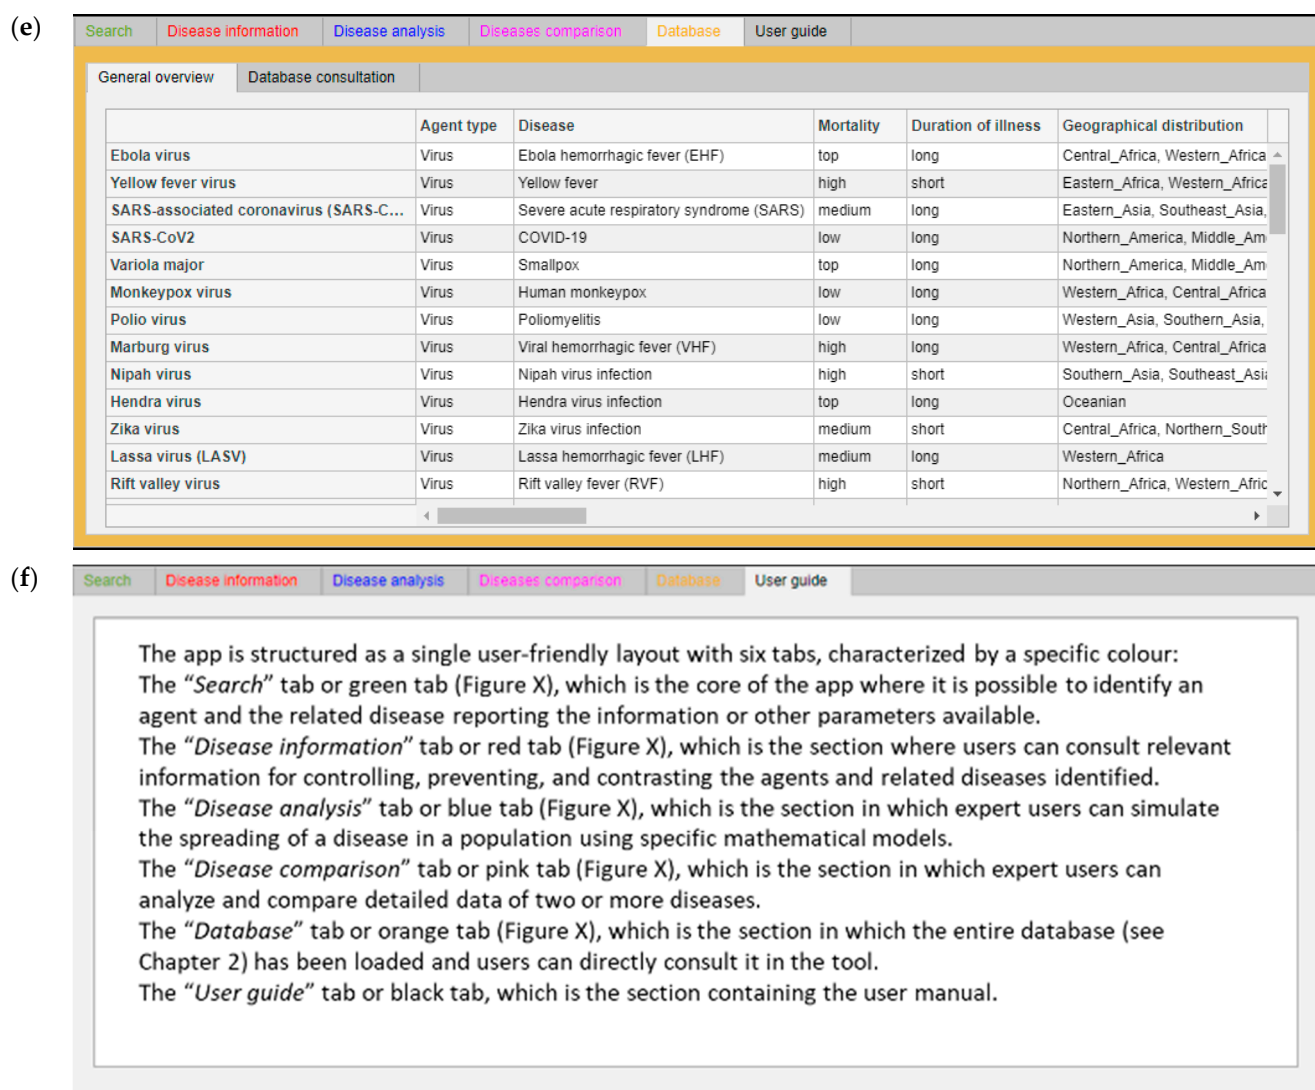 (e)
Search Disease information Disease analysis Diseases comparison Database User guide
General overview Database consultation
Agent type Disease Mortality Duration of illness Geographical distribution
Ebola virus Virus Ebola hemorrhagic fever (EHF) top long Central_Africa, Western_Africa
Yellow fever virus Virus Yellow fever high short Eastern_Africa, Western_Africa
SARS-associated coronavirus (SARS-C... Virus Severe acute respiratory syndrome (SARS) medium long Eastern_Asia, Southeast_Asia,
SARS-CoV2 Virus COVID-19 low long Northern_America, Middle_Am
Variola major Virus Smallpox top long Northern_America, Middle_Am
Monkeypox virus Virus Human monkeypox low long Western_Africa, Central_Africa
Polio virus Virus Poliomyelitis low long Western_Asia, Southern_Asia,
Marburg virus Virus Viral hemorrhagic fever (VHF) high long Western_Africa, Central_Africa
Nipah virus Virus Nipah virus infection high short Southern_Asia, Southeast_Asia
Hendra virus Virus Hendra virus infection top long Oceanian
Zika virus Virus Zika virus infection medium short Central_Africa, Northern_South
Lassa virus (LASV) Virus Lassa hemorrhagic fever (LHF) medium long Western_Africa
Rift valley virus Virus Rift valley fever (RVF) high short Northern_Africa, Western_Afric
(f)
Search Disease information Disease analysis Diseases comparison Database User guide
The app is structured as a single user-friendly layout with six tabs, characterized by a specific colour:
The “Search” tab or green tab (Figure X), which is the core of the app where it is possible to identify an
agent and the related disease reporting the information or other parameters available.
The “Disease information” tab or red tab (Figure X), which is the section where users can consult relevant
information for controlling, preventing, and contrasting the agents and related diseases identified.
The “Disease analysis” tab or blue tab (Figure X), which is the section in which expert users can simulate
the spreading of a disease in a population using specific mathematical models.
The “Disease comparison” tab or pink tab (Figure X), which is the section in which expert users can
analyze and compare detailed data of two or more diseases.
The “Database” tab or orange tab (Figure X), which is the section in which the entire database (see
Chapter 2) has been loaded and users can directly consult it in the tool.
The “User guide” tab or black tab, which is the section containing the user manual.